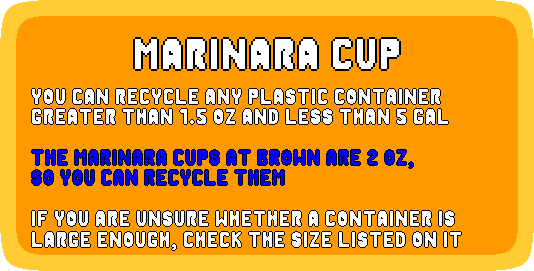 MARINARA CUP
YOU CAN RECYCLE ANY PLASTIC CONTAINER
GREATER THAN 1.5 OZ AND LESS THAN 5 GAL
THE MARINARA CUPS AT BROWN ARE 2 OZ,
SO YOU CAN RECYCLE THEM
IF YOU ARE UNSURE WHETHER A CONTAINER IS
LARGE ENOUGH, CHECK THE SIZE LISTED ON IT